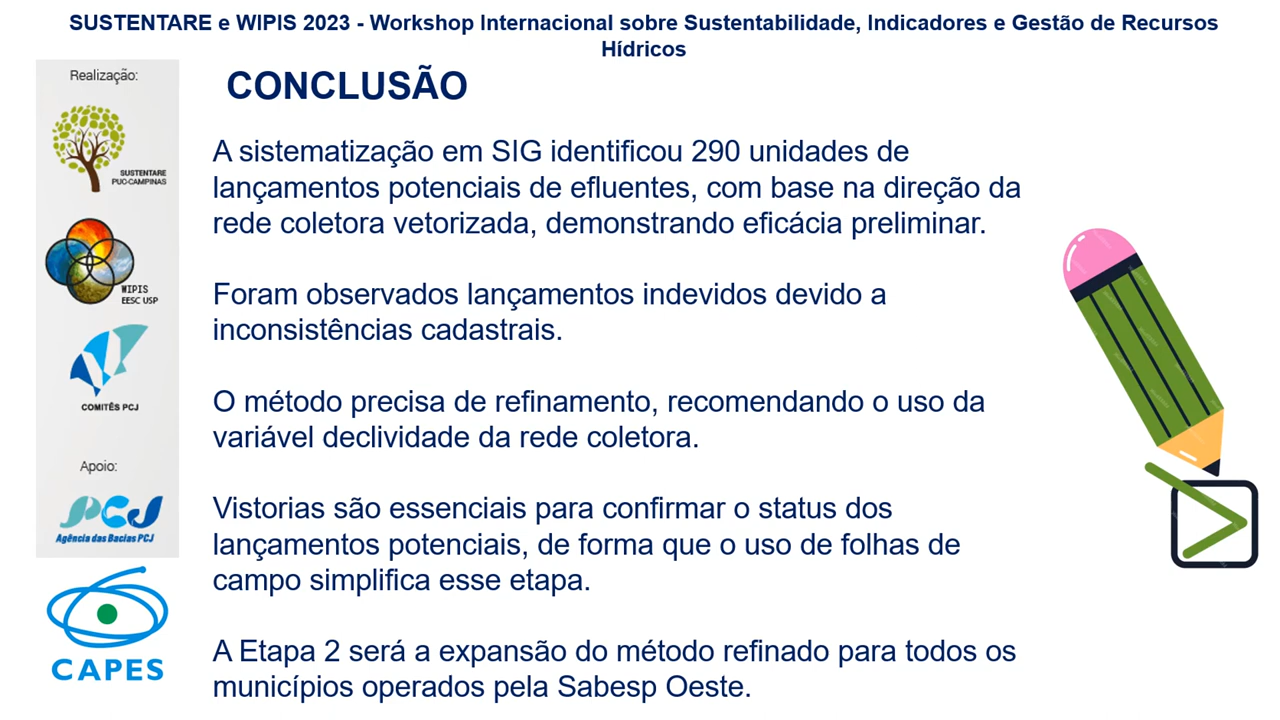 SUSTENTARE e WIPIS 2023 - Workshop Internacional sobre Sustentabilidade, Indicadores e Gestão de Recursos
Hídricos
Realização:
SUSTENTARE
PUC-CAMPINAS
WIPIS
EESC USP
COMITÊS PCJ
Apoio:
PCJ
Agência das Bacias PCJ
CAPES
CONCLUSÃO
A sistematização em SIG identificou 290 unidades de
lançamentos potenciais de efluentes, com base na direção da
rede coletora vetorizada, demonstrando eficácia preliminar.
Foram observados lançamentos indevidos devido a
inconsistências cadastrais.
O método precisa de refinamento, recomendando o uso da
variável declividade da rede coletora.
Vistorias são essenciais para confirmar o status dos
lançamentos potenciais, de forma que o uso de folhas de
campo simplifica esse etapa.
A Etapa 2 será a expansão do método refinado para todos os
municípios operados pela Sabesp Oeste.